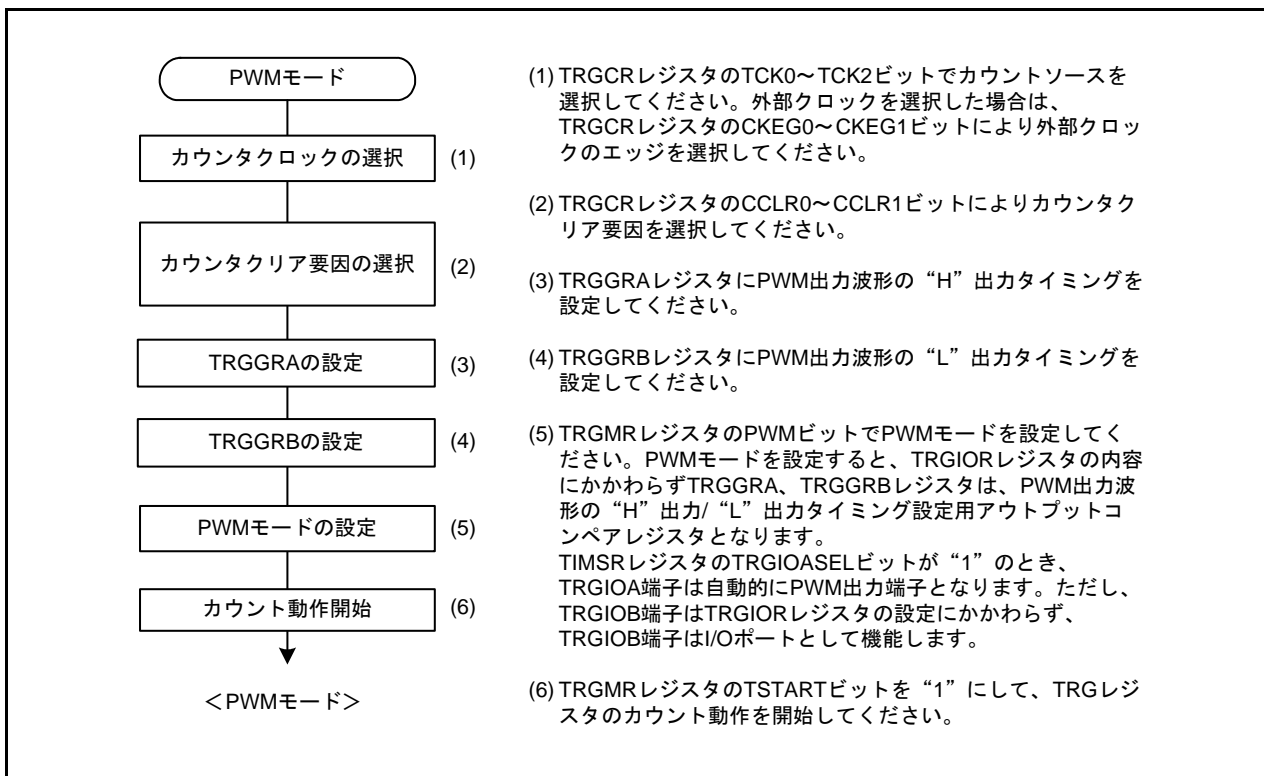 PWMモード
カウンタクロックの選択 (1)
カウンタクリア要因の選択 (2)
TRGGRAの設定 (3)
TRGGRBの設定 (4)
PWMモードの設定 (5)
カウント動作開始 (6)
＜PWMモード＞
(1) TRGCRレジスタのTCK0～TCK2ビットでカウントソースを
選択してください。外部クロックを選択した場合は、
TRGCRレジスタのCKEG0～CKEG1ビットにより外部クロッ
クのエッジを選択してください。
(2) TRGCRレジスタのCCLR0～CCLR1ビットによりカウンタク
リア要因を選択してください。
(3) TRGGRAレジスタにPWM出力波形の“H”出力タイミングを
設定してください。
(4) TRGGRBレジスタにPWM出力波形の“L”出力タイミングを
設定してください。
(5) TRGMRレジスタのPWMビットでPWMモードを設定してく
ださい。PWMモードを設定すると、TRGIORレジスタの内容
にかかわらずTRGGRA、TRGGRBレジスタは、PWM出力波
形の“H”出力/“L”出力タイミング設定用アウトプットコ
ンペアレジスタとなります。
TIMSRレジスタのTRGIOASELビットが“1”のとき、
TRGIOA端子は自動的にPWM出力端子となります。ただし、
TRGIOB端子はTRGIORレジスタの設定にかかわらず、
TRGIOB端子はI/Oポートとして機能します。
(6) TRGMRレジスタのTSTARTビットを“1”にして、TRGレジ
スタのカウント動作を開始してください。